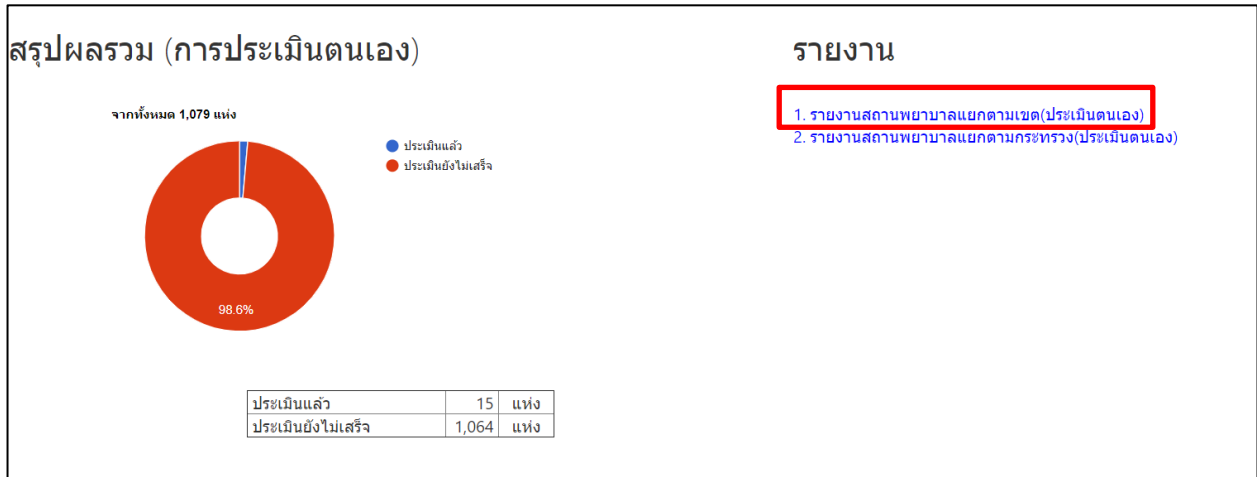 สรุปผลรวม (การประเมินตนเอง)
จากทั้งหมด 1,079 แห่ง
ประเมินแล้ว
ประเมินยังไม่เสร็จ
98.6%
ประเมินแล้ว 15 แห่ง
ประเมินยังไม่เสร็จ 1,064 แห่ง
รายงาน
1. รายงานสถานพยาบาลแยกตามเขต(ประเมินตนเอง)
2. รายงานสถานพยาบาลแยกตามกระทรวง(ประเมินตนเอง)